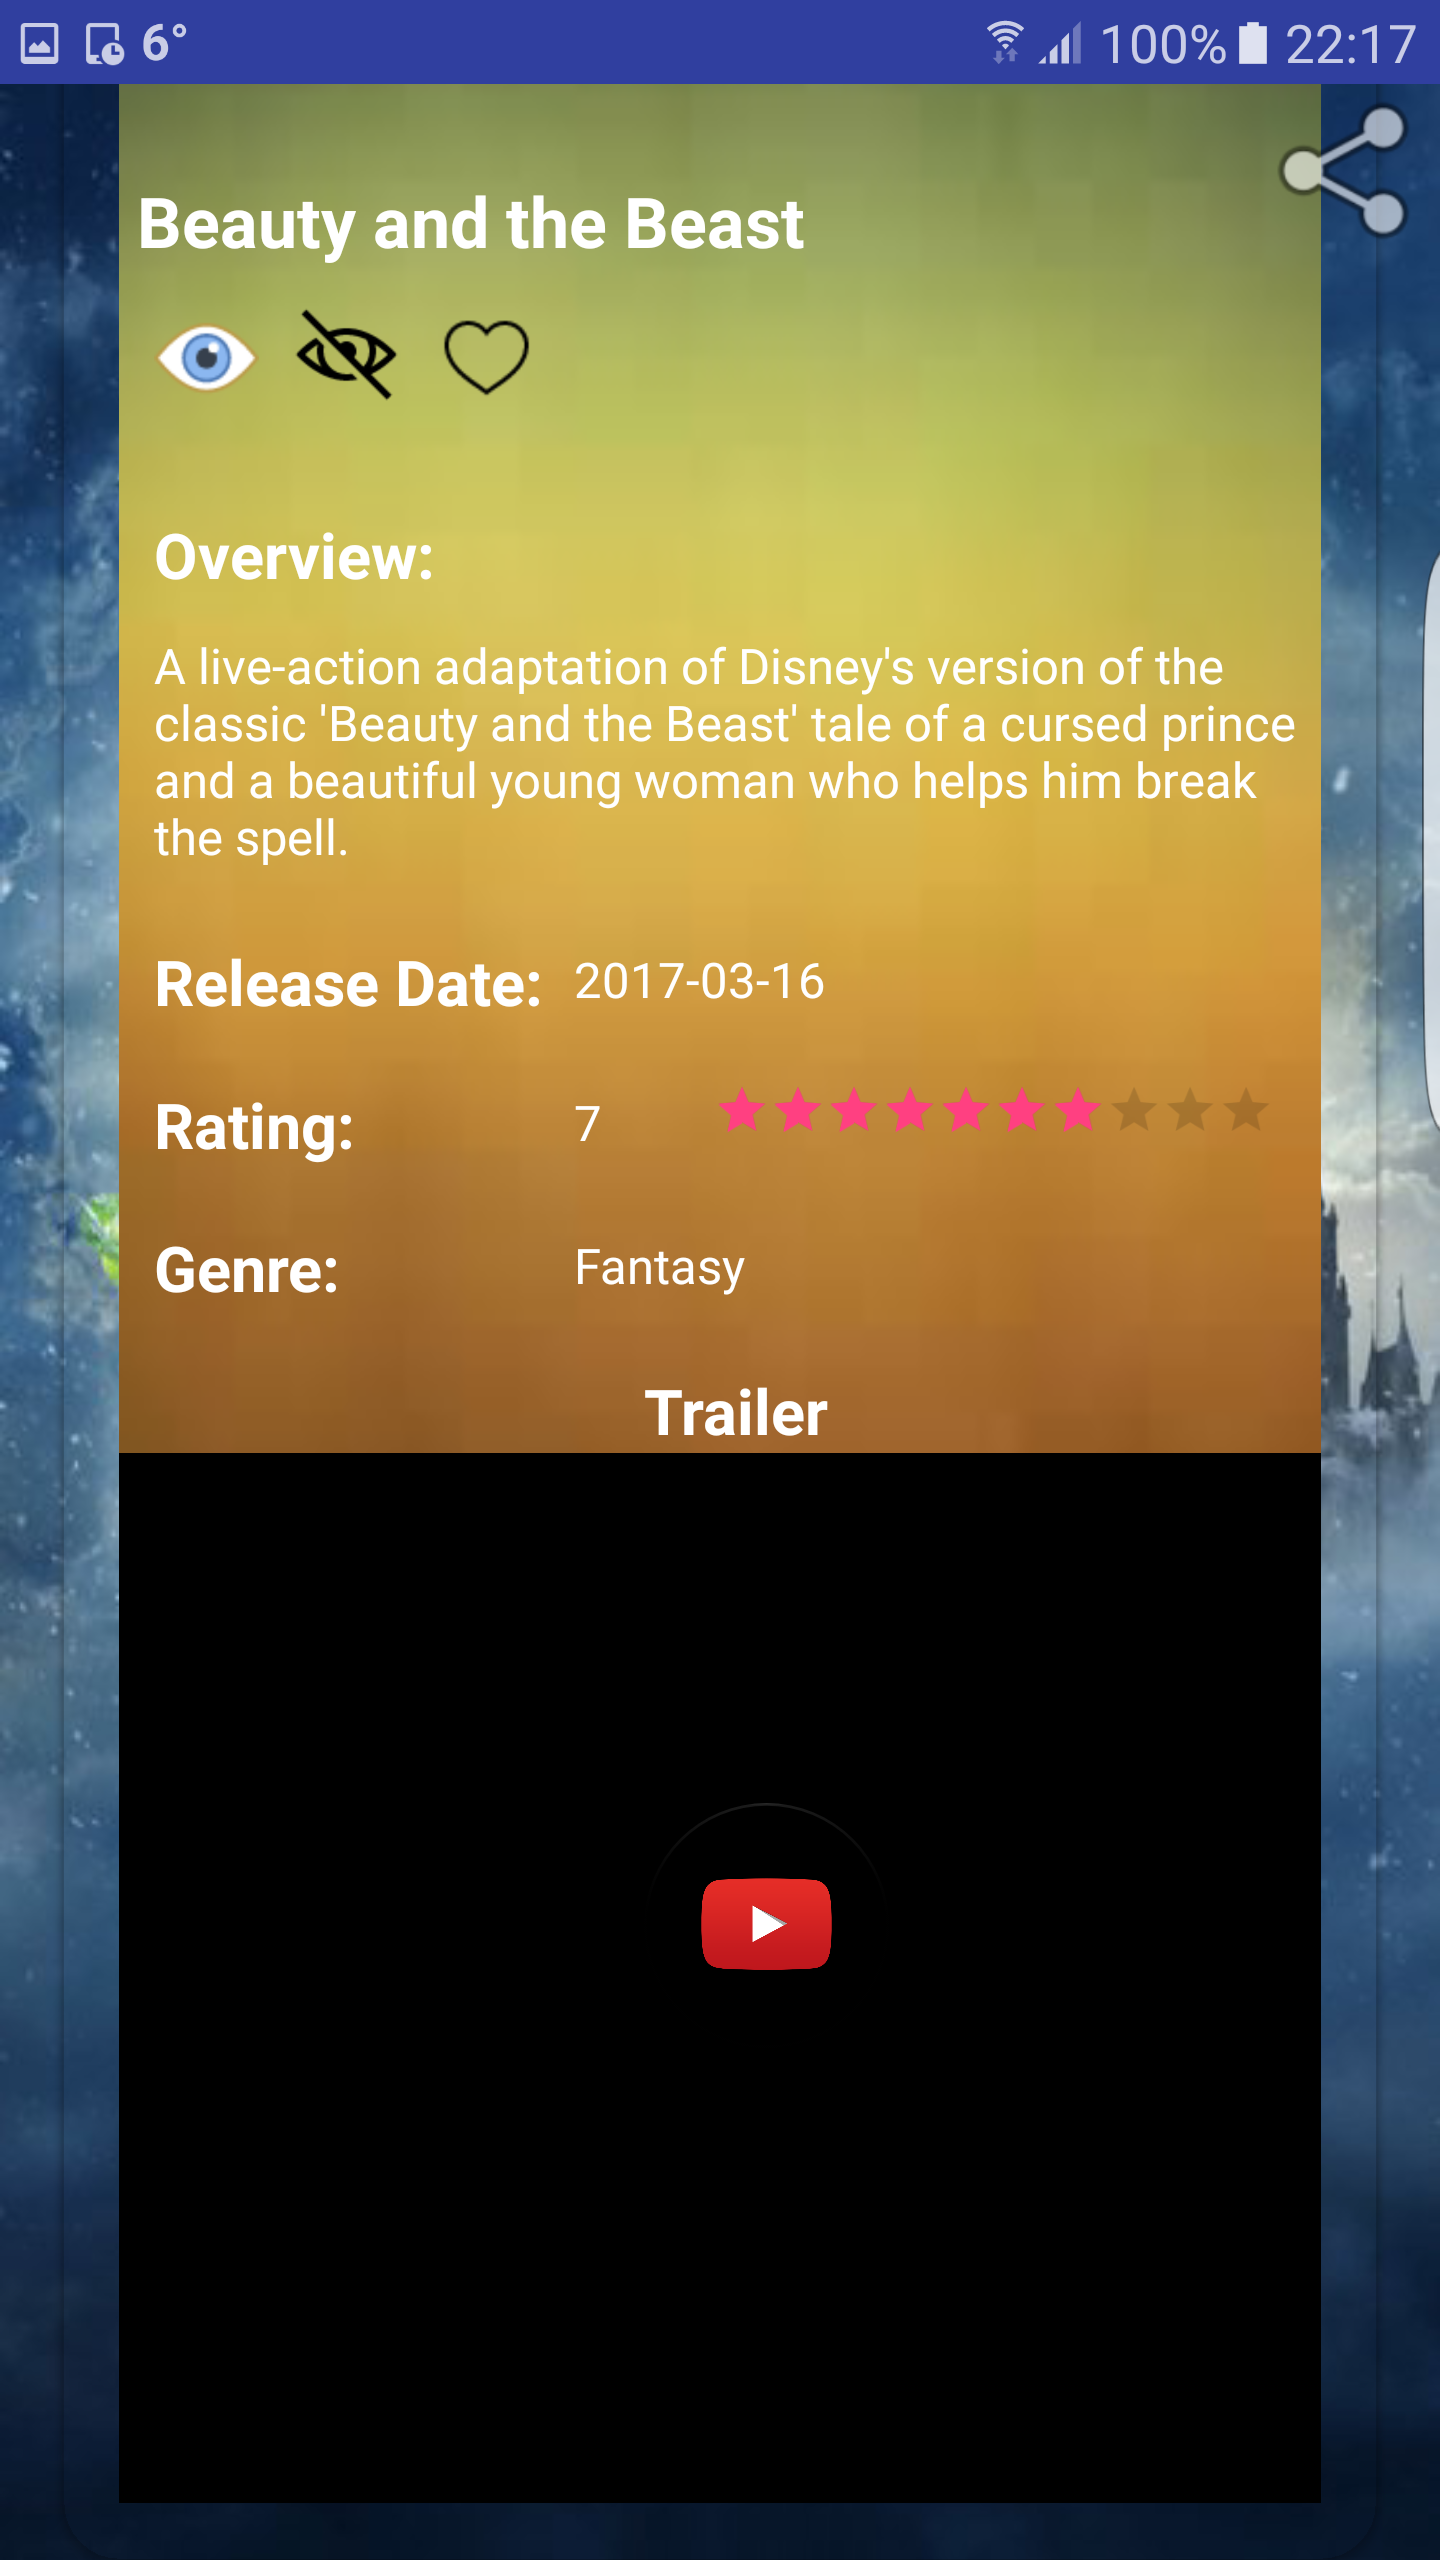 6° 100% 22:17
Beauty and the Beast
Overview:
A live-action adaptation of Disney's version of the
classic 'Beauty and the Beast' tale of a cursed prince
and a beautiful young woman who helps him break
the spell.
Release Date: 2017-03-16
Rating: 7
Genre: Fantasy
Trailer